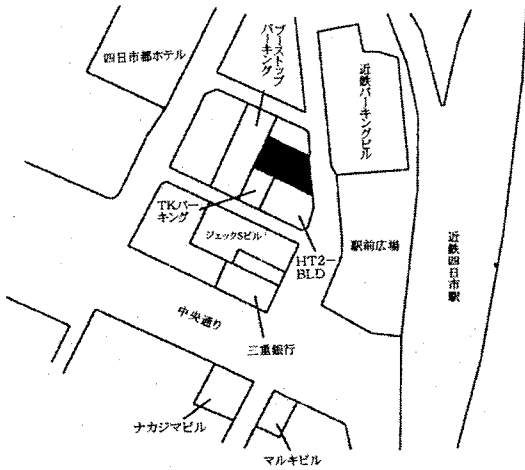 四日市都ホテル
プーストップ
パーキング
近鉄パーキングビル
TKパー
キング
ジェックSビル
HT2-
BLD
駅前広場
近鉄四日市駅
中央通り
三重銀行
ナカジマビル
マルキビル